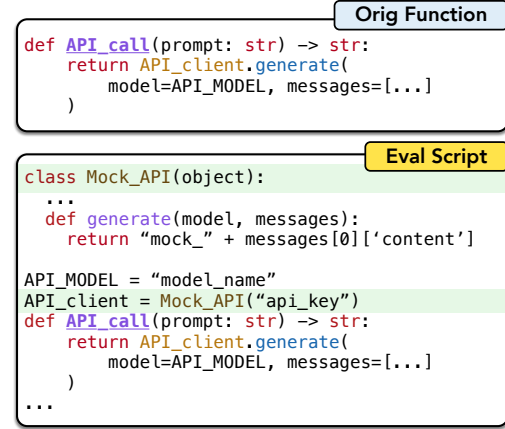 Orig Function
def API_call(prompt: str) —> str:
    return API_client.generate(
        model=API_MODEL, messages=[...]
    )
Eval Script
class Mock_API(object):
  ...
  def generate(model, messages):
    return “mock_” + messages[0]['content']
API_MODEL = “model_name”
API_client = Mock_API(“api_key”)
def API_call(prompt: str) —> str:
    return API_client.generate(
        model=API_MODEL, messages=[...]
    )
...